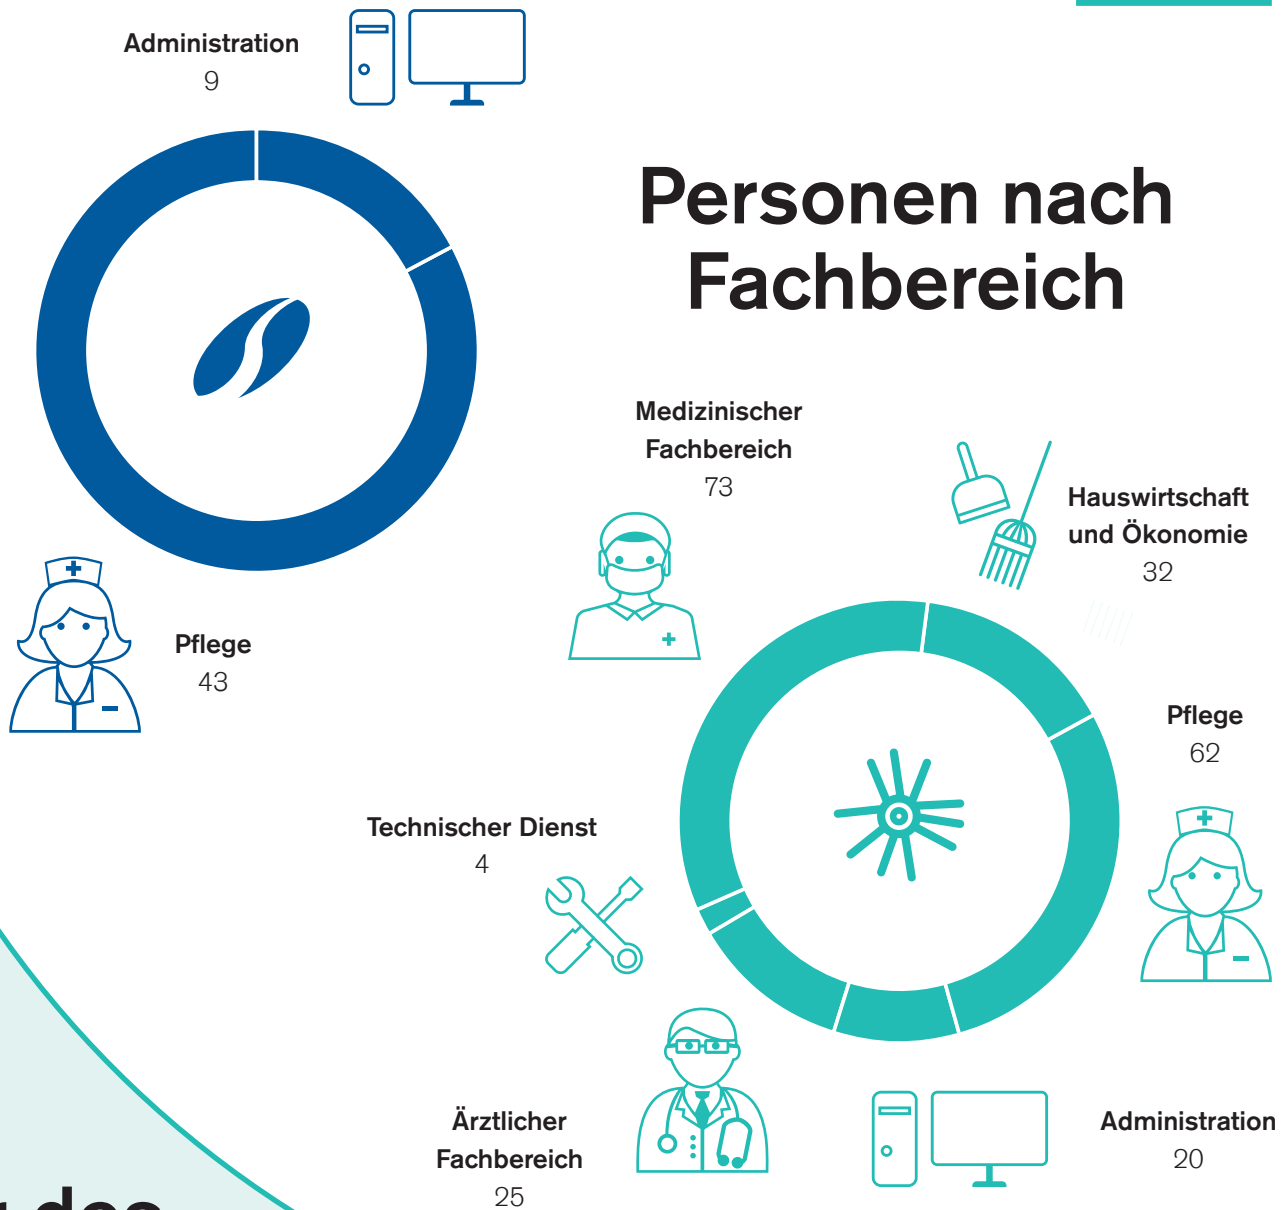 Administration
9
Personen nach
Fachbereich
Medizinischer
Fachbereich
73
Hauswirtschaft
und Ökonomie
32
Pflege
43
Pflege
62
Technischer Dienst
4
Ärztlicher
Fachbereich
25
Administration
20